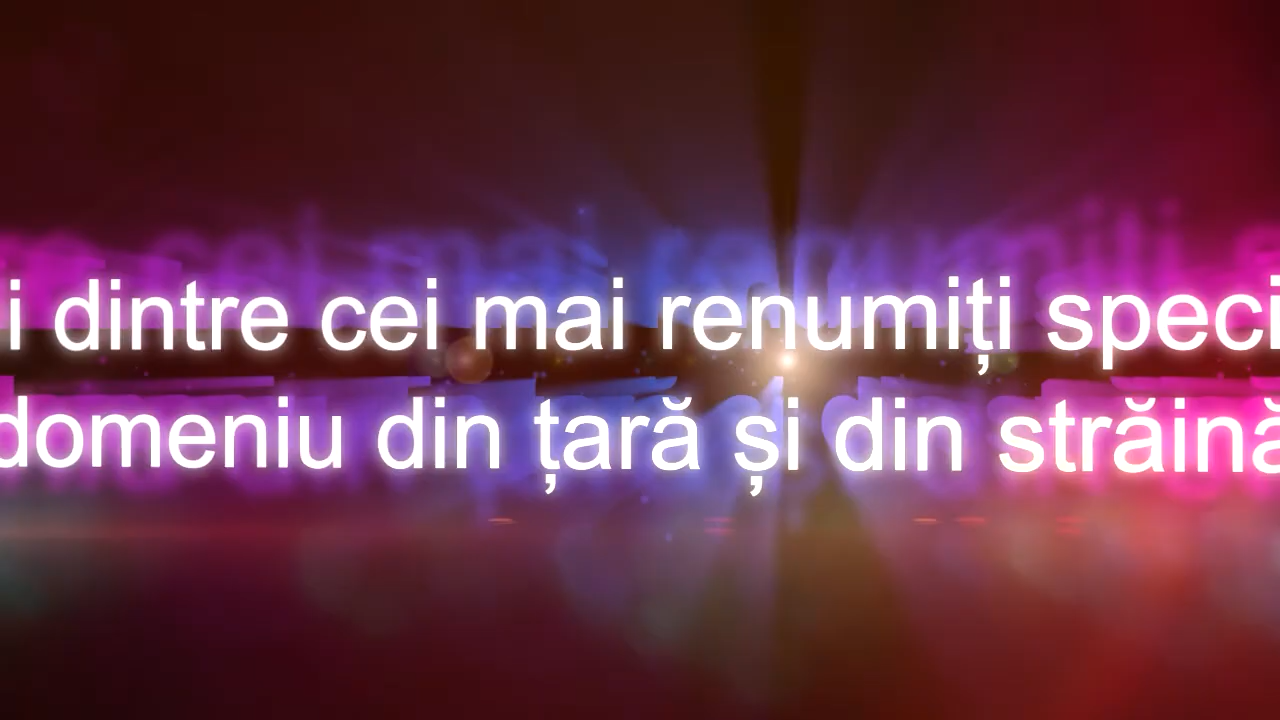 i dintre cei mai renumiți speci
domeniu din țară și din străină